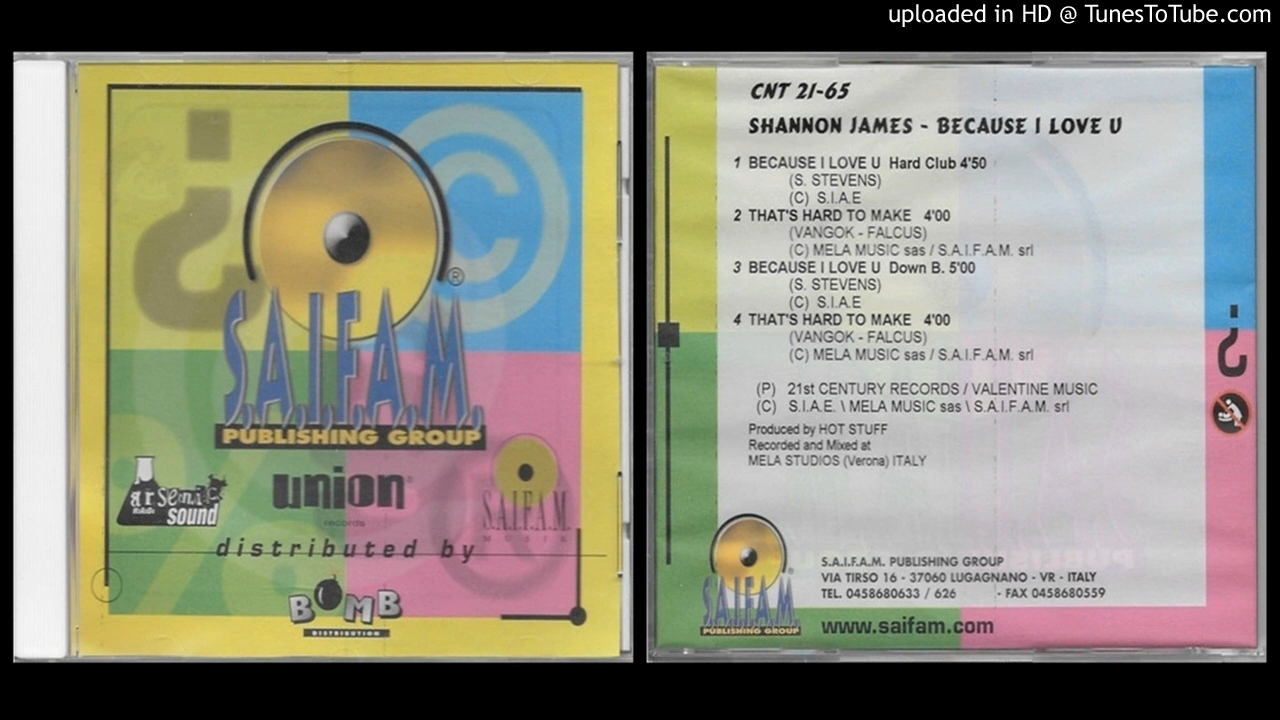 uploaded in HD @ TunesToTube.com
S.A.I.F.A.M.
®
PUBLISHING GROUP
arsenic
sound
union
records
S.A.I.F.A.M.
MUSIK
distributed by
BOMB
DISTRIBUTION
CNT 21-65
SHANNON JAMES - BECAUSE I LOVE U
1 BECAUSE I LOVE U Hard Club 4'50
(S. STEVENS)
(C) S.I.A.E
2 THAT'S HARD TO MAKE 4'00
(VANGOK - FALCUS)
(C) MELA MUSIC sas / S.A.I.F.A.M. srl
3 BECAUSE I LOVE U Down B. 5'00
(S. STEVENS)
(C) S.I.A.E
4 THAT'S HARD TO MAKE 4'00
(VANGOK - FALCUS)
(C) MELA MUSIC sas / S.A.I.F.A.M. srl
(P) 21st CENTURY RECORDS / VALENTINE MUSIC
(C) S.I.A.E. \ MELA MUSIC sas \ S.A.I.F.A.M. srl
Produced by HOT STUFF
Recorded and Mixed at
MELA STUDIOS (Verona) ITALY
S.A.I.F.A.M.
PUBLISHING GROUP
S.A.I.F.A.M. PUBLISHING GROUP
VIA TIRSO 16 - 37060 LUGAGNANO - VR - ITALY
TEL. 0458680633 / 626 - FAX 0458680559
www.saifam.com